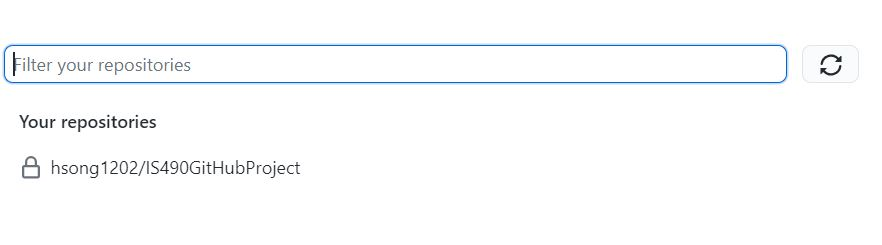 Filter your repositories
Your repositories
hsong1202/IS490GitHubProject